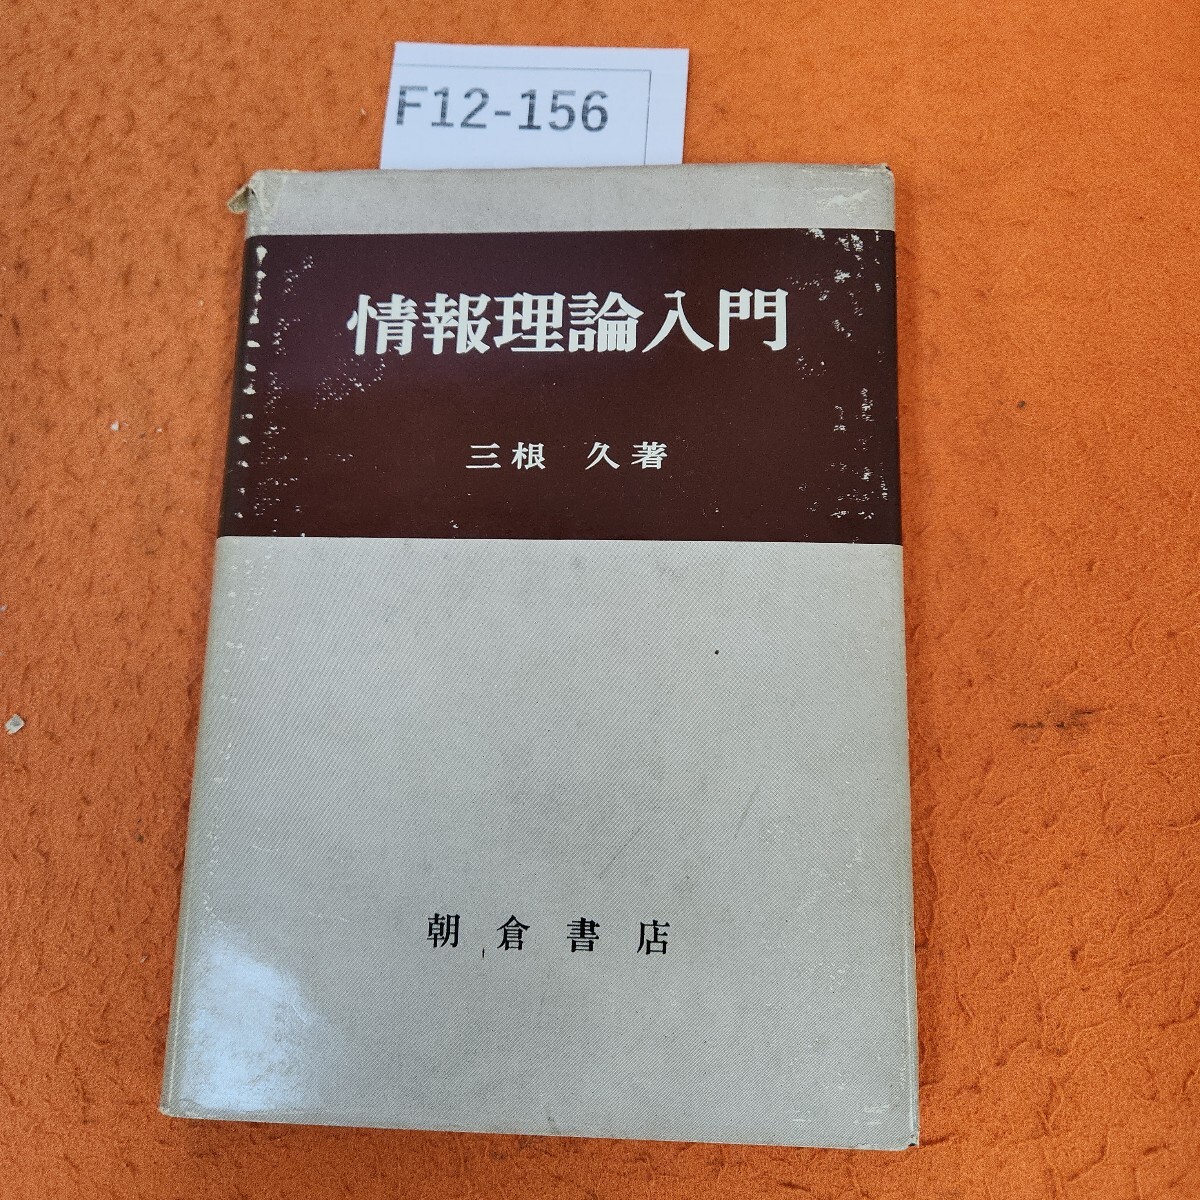 F12-156
情報理論入門
三根 久著
朝倉書店